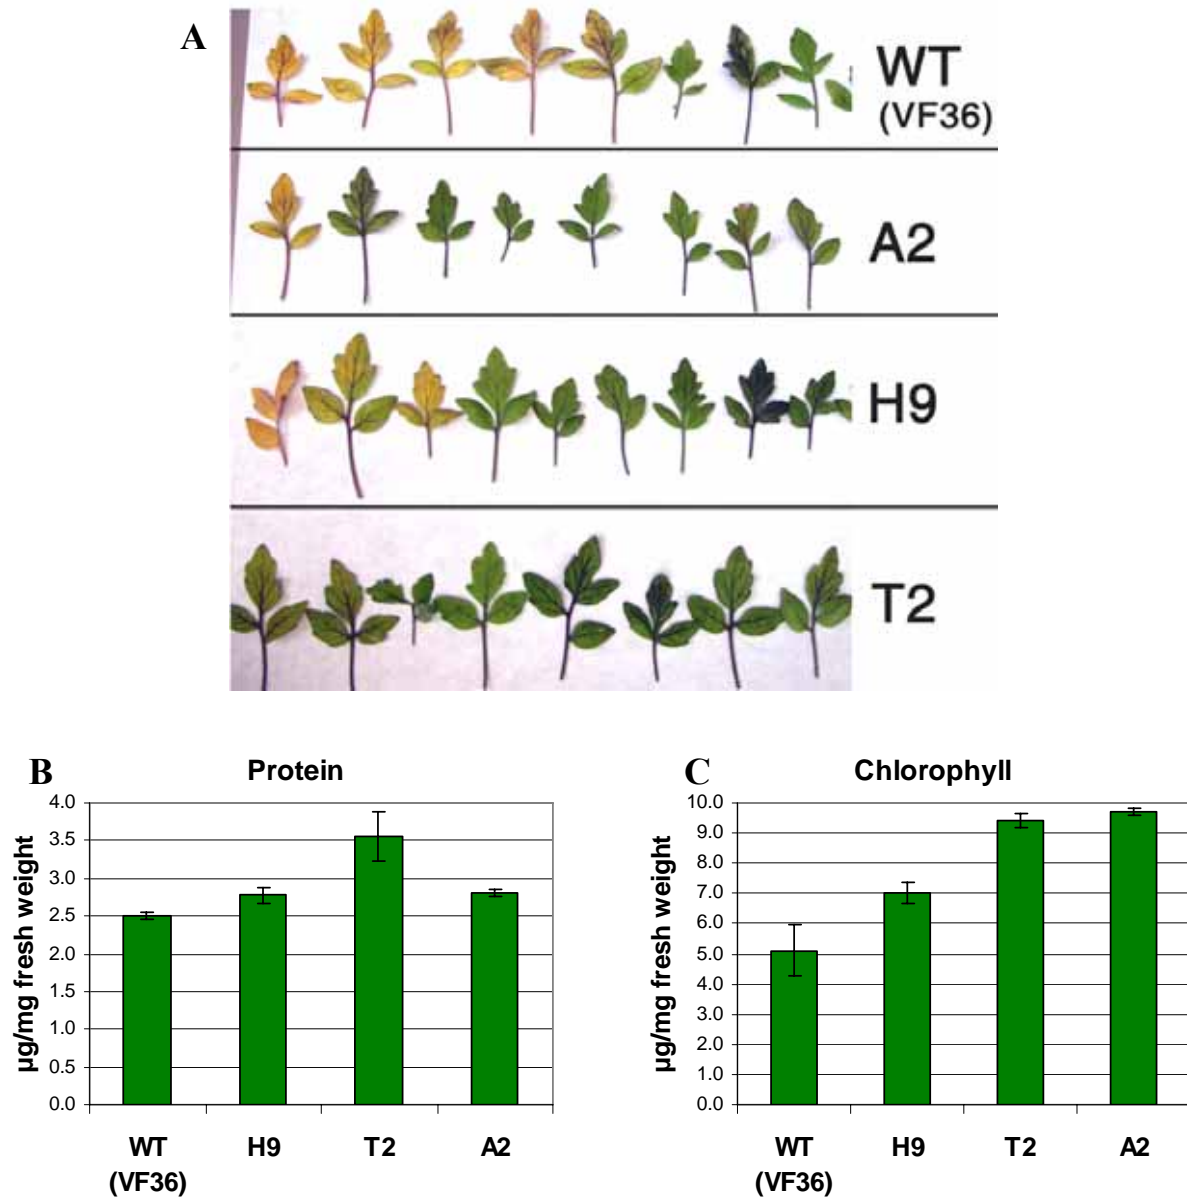 A
WT
(VF36)
A2
H9
T2
B
Protein
µg/mg fresh weight
4.0
3.5
3.0
2.5
2.0
1.5
1.0
0.5
0.0
WT
(VF36)
H9
T2
A2
C
Chlorophyll
µg/mg fresh weight
10.0
9.0
8.0
7.0
6.0
5.0
4.0
3.0
2.0
1.0
0.0
WT
(VF36)
H9
T2
A2